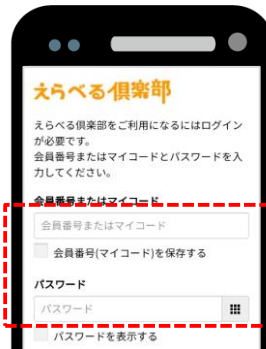 えらべる倶楽部
えらべる倶楽部をご利用になるにはログイン
が必要です。
会員番号またはマイコードとパスワードを入
力してください。
会員番号またはマイコード
会員番号またはマイコード
会員番号(マイコード)を保存する
パスワード
パスワード
パスワードを表示する